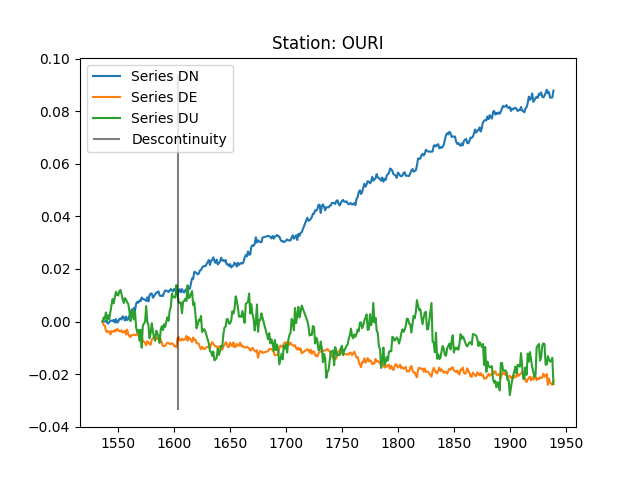 Station: OURI
Series DN
Series DE
Series DU
Descontinuity
0.10
0.08
0.06
0.04
0.02
0.00
−0.02
−0.04
1550 1600 1650 1700 1750 1800 1850 1900 1950